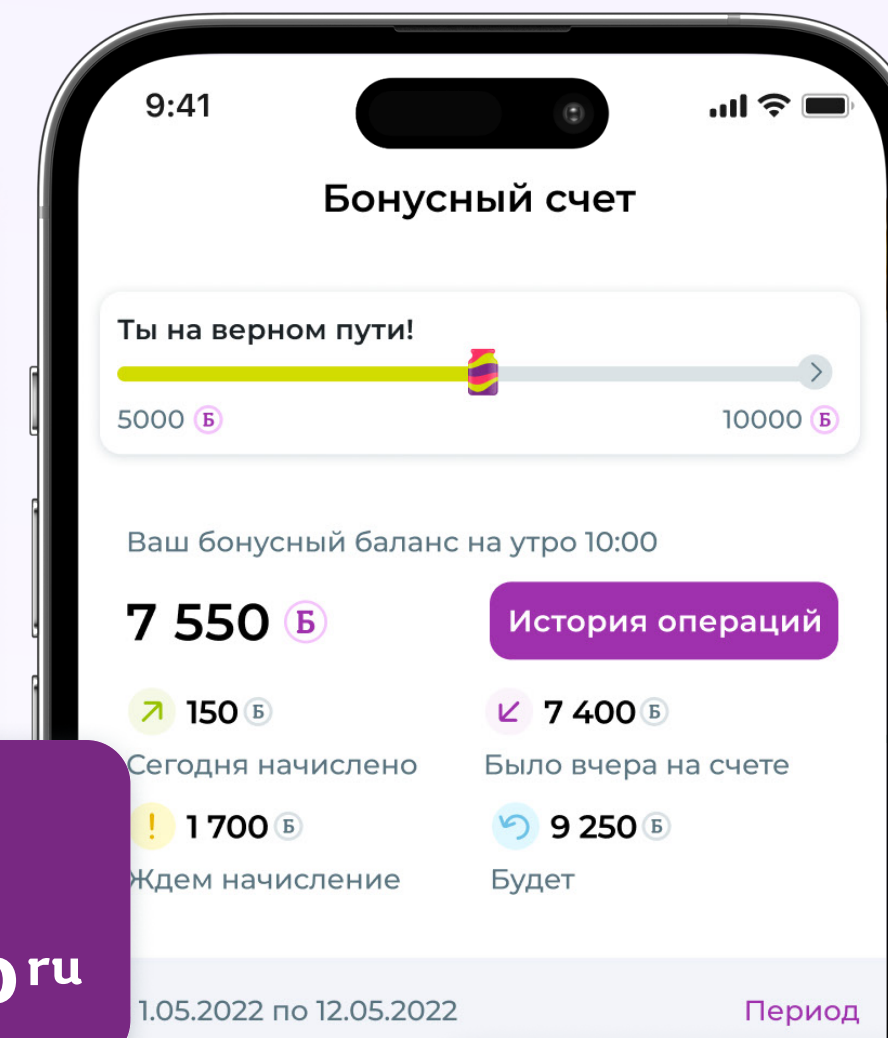 9:41
Бонусный счет
Ты на верном пути!
5000 Б
10000 Б
Ваш бонусный баланс на утро 10:00
7 550 Б
История операций
150 Б
7 400 Б
Сегодня начислено
Было вчера на счете
! 1 700 Б
9 250 Б
Ждем начисление
Будет
ru
1.05.2022 по 12.05.2022
Период